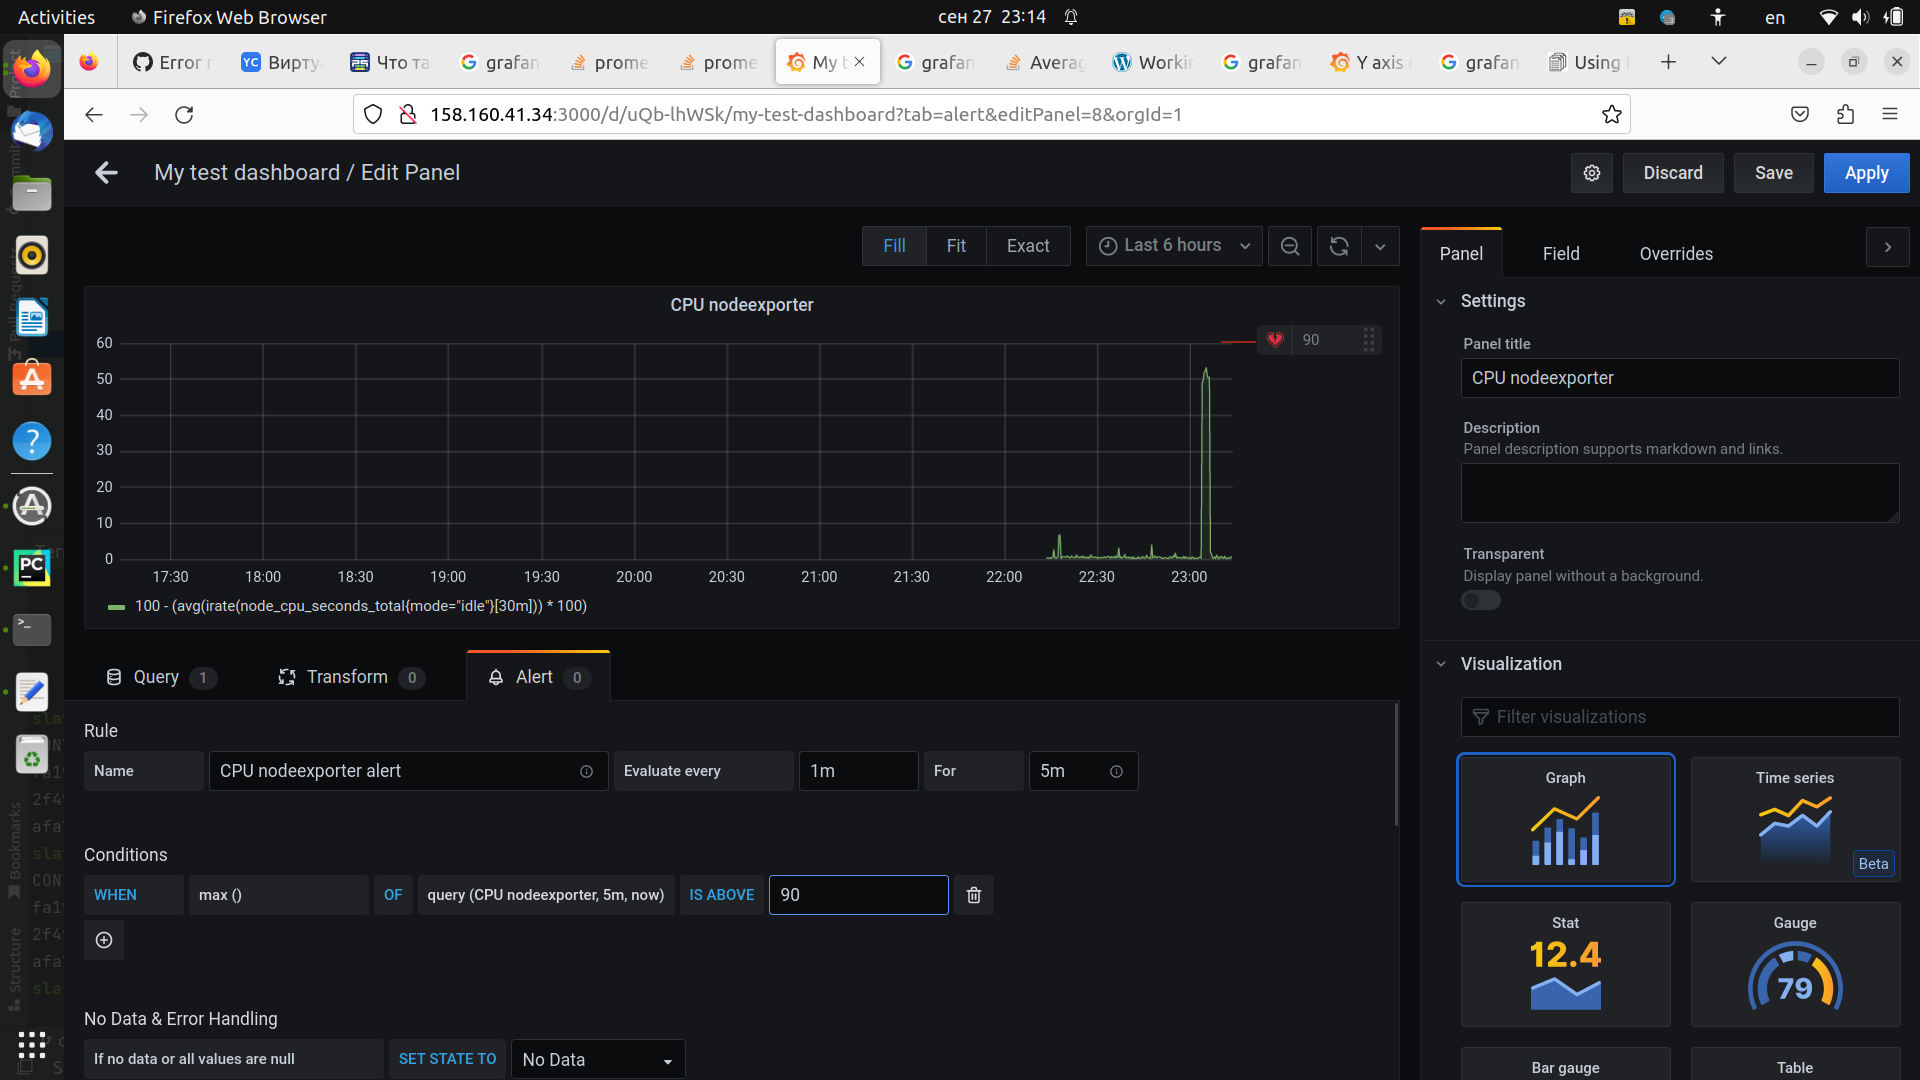 Activities
Firefox Web Browser
сен 27 23:14
en
Error r
Вирту
Что та
grafan
prome
prome
My t
grafan
Averag
Workin
grafan
Y axis
grafan
Using
158.160.41.34:3000/d/uQb-lhWSk/my-test-dashboard?tab=alert&editPanel=8&orgId=1
My test dashboard / Edit Panel
Discard
Save
Apply
Fill
Fit
Exact
Last 6 hours
Panel
Field
Overrides
CPU nodeexporter
60
50
40
30
20
10
0
90
17:30
18:00
18:30
19:00
19:30
20:00
20:30
21:00
21:30
22:00
22:30
23:00
100 - (avg(irate(node_cpu_seconds_total{mode="idle"}[30m])) * 100)
Settings
Panel title
CPU nodeexporter
Description
Panel description supports markdown and links.
Transparent
Display panel without a background.
Query 1
Transform 0
Alert 0
Rule
Name
CPU nodeexporter alert
Evaluate every
1m
For
5m
Conditions
WHEN
max ()
OF
query (CPU nodeexporter, 5m, now)
IS ABOVE
90
No Data & Error Handling
If no data or all values are null
SET STATE TO
No Data
Visualization
Filter visualizations
Graph
Time series
Beta
Stat
12.4
Gauge
79
Bar gauge
Table
PC
Bookmarks
Structure